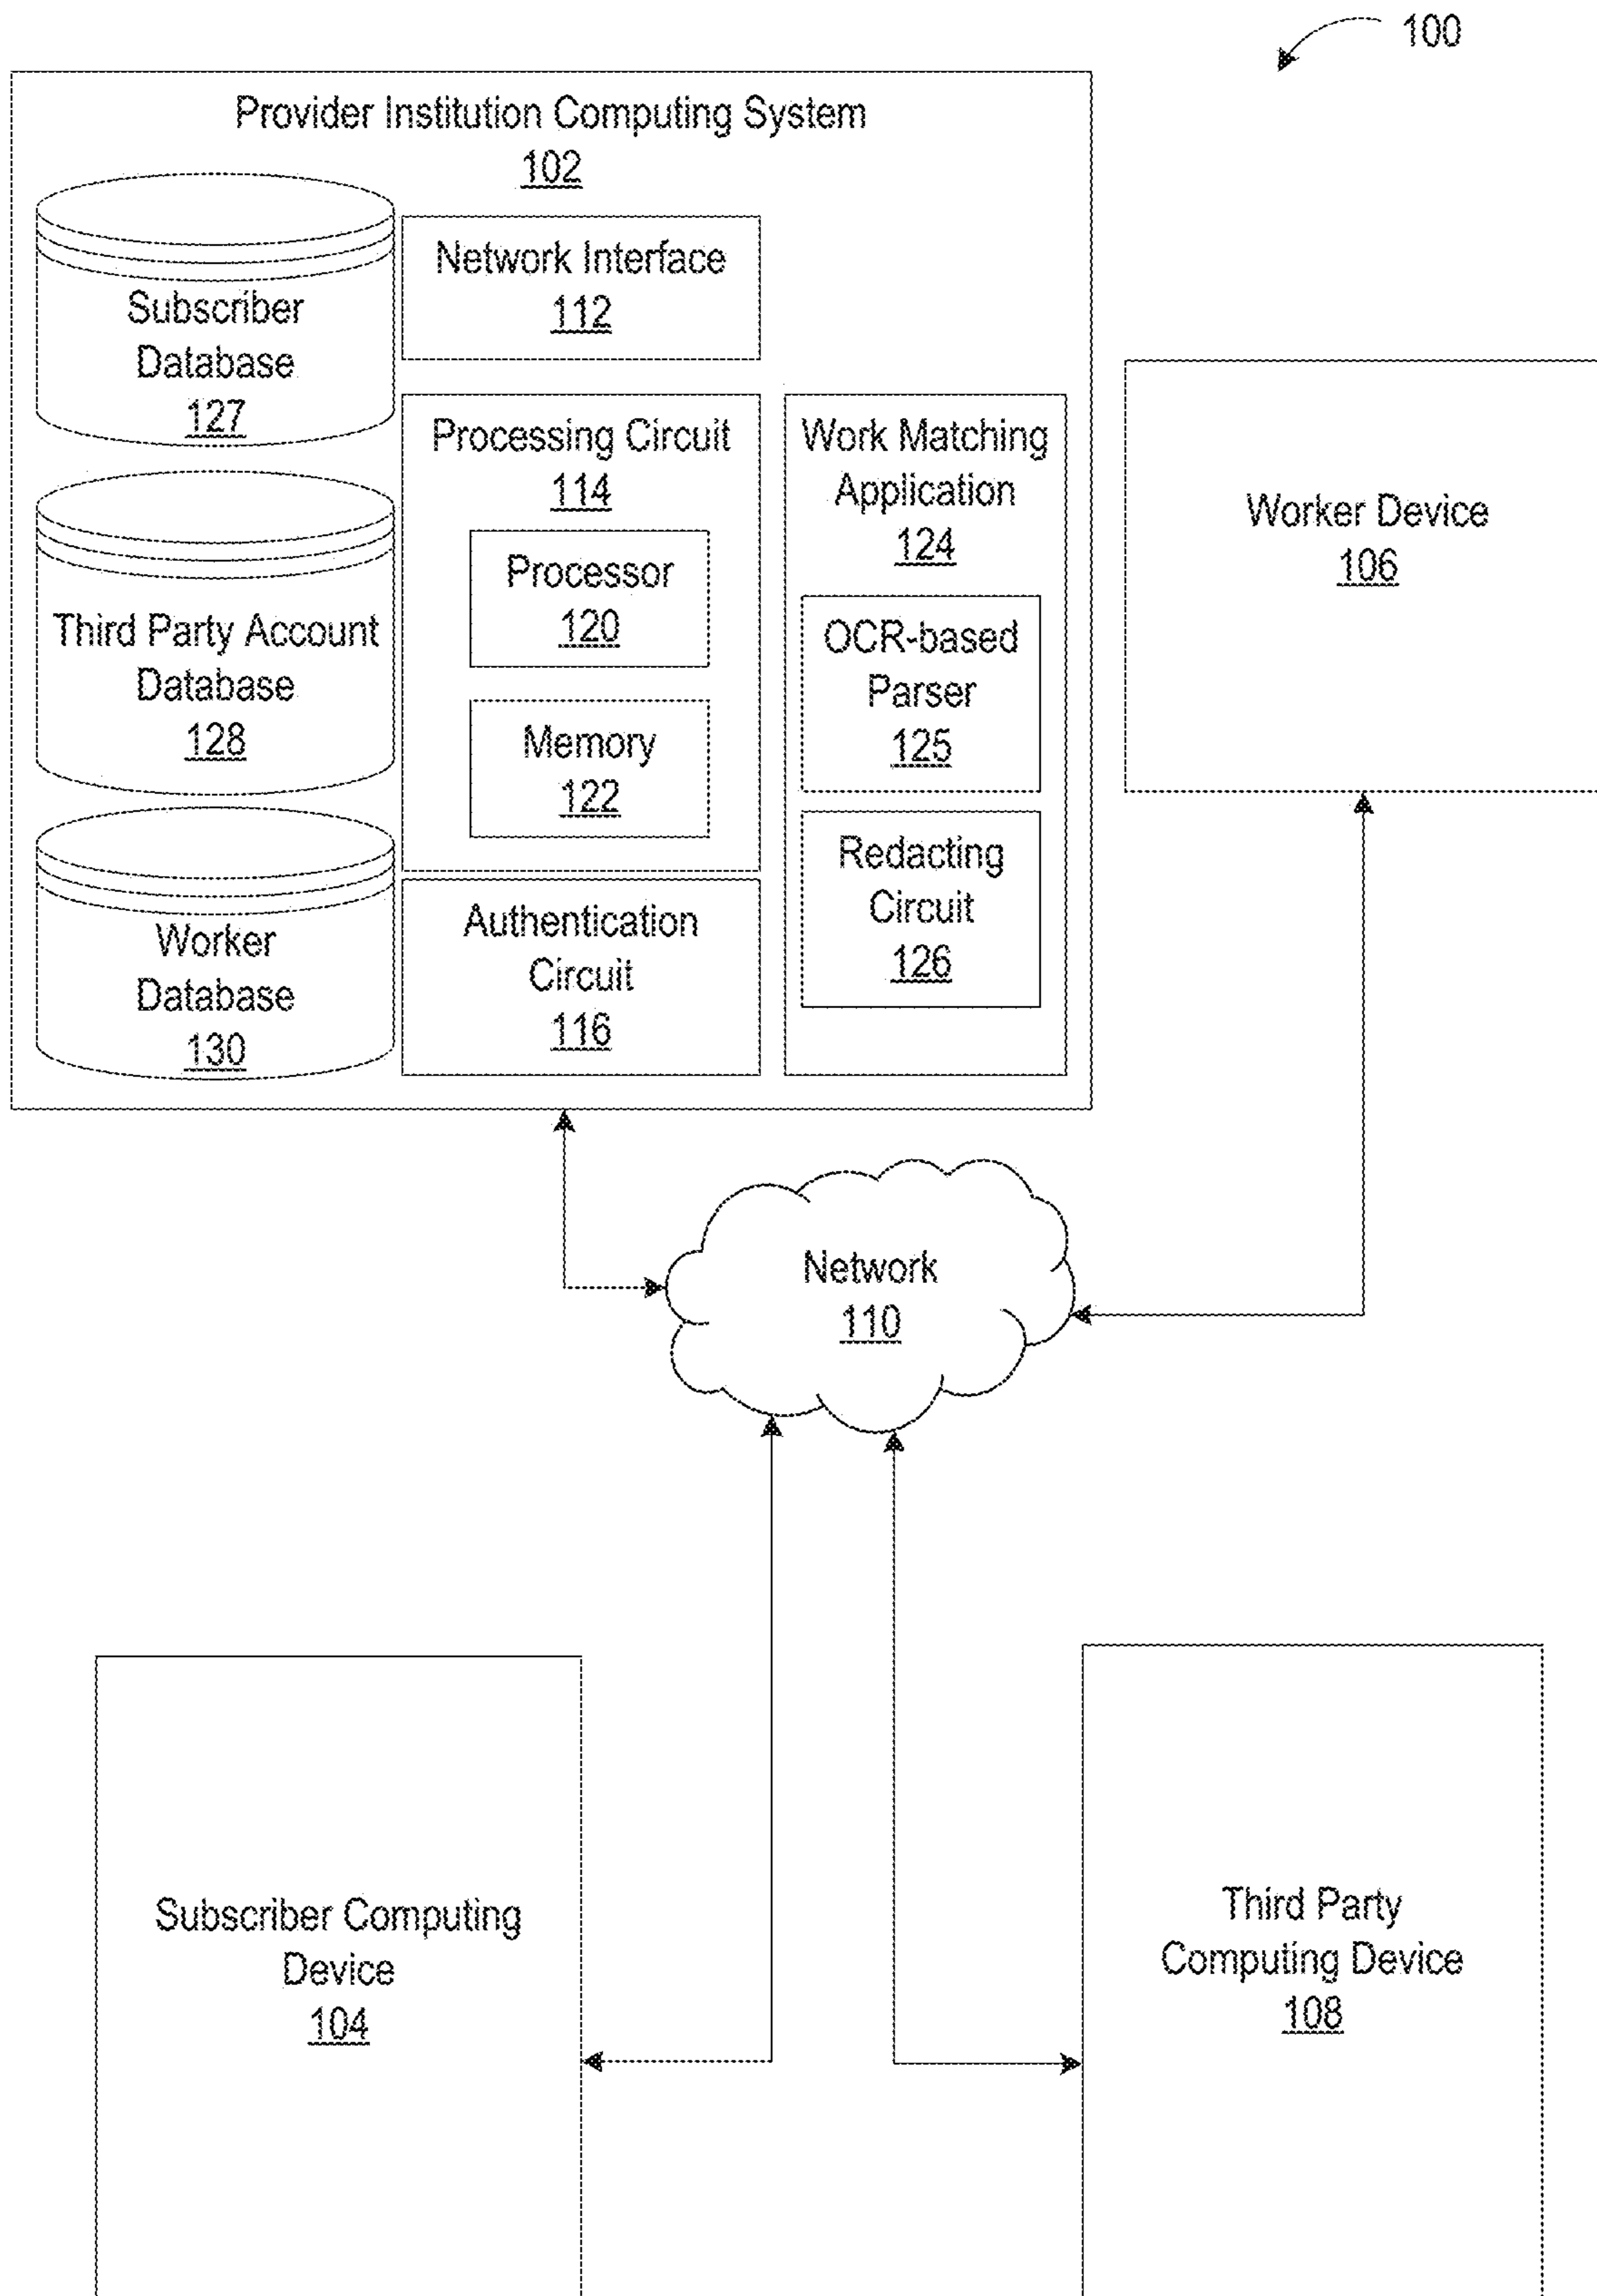 100
Provider Institution Computing System
102
Subscriber
Database
127
Network Interface
112
Third Party Account
Database
128
Processing Circuit
114
Processor
120
Memory
122
Work Matching
Application
124
OCR-based
Parser
125
Redacting
Circuit
126
Worker
Database
130
Authentication
Circuit
116
Worker Device
106
Network
110
Subscriber Computing
Device
104
Third Party
Computing Device
108